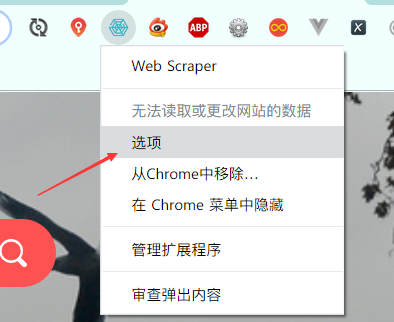 ABP
X
Web Scraper
无法读取或更改网站的数据
选项
从Chrome中移除...
在 Chrome 菜单中隐藏
管理扩展程序
审查弹出内容